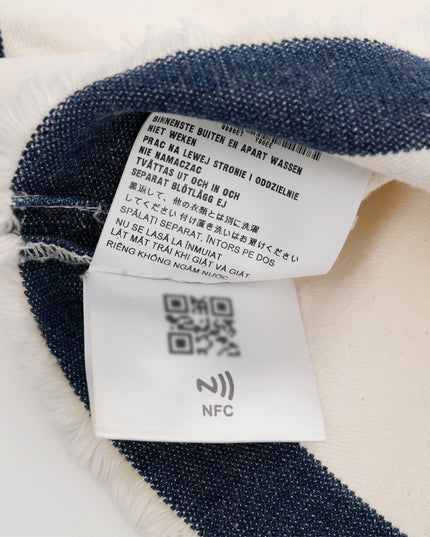 BINNENSTE BUITEN EN APART WASSEN
NIET WEKEN
PRAC NA LEWEJ STRONIE I ODDZIELNIE
NIE NAMACZAC
TVÄTTAS UT OCH IN OCH
SEPARAT BLÖTLÄGG EJ
裏返して、他の衣類とは別に洗濯
してください 付け置き洗いはお避けください
SPĂLAȚI SEPARAT, ÎNTORS PE DOS
NU SE LASĂ LA ÎNMUIAT
LẬT MẶT TRÁI KHI GIẶT VÀ GIẶT
RIÊNG KHÔNG NGÂM NƯỚC
NFC